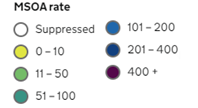 MSOA rate
Suppressed
0 – 10
11 – 50
51 – 100
101 – 200
201 – 400
400 +